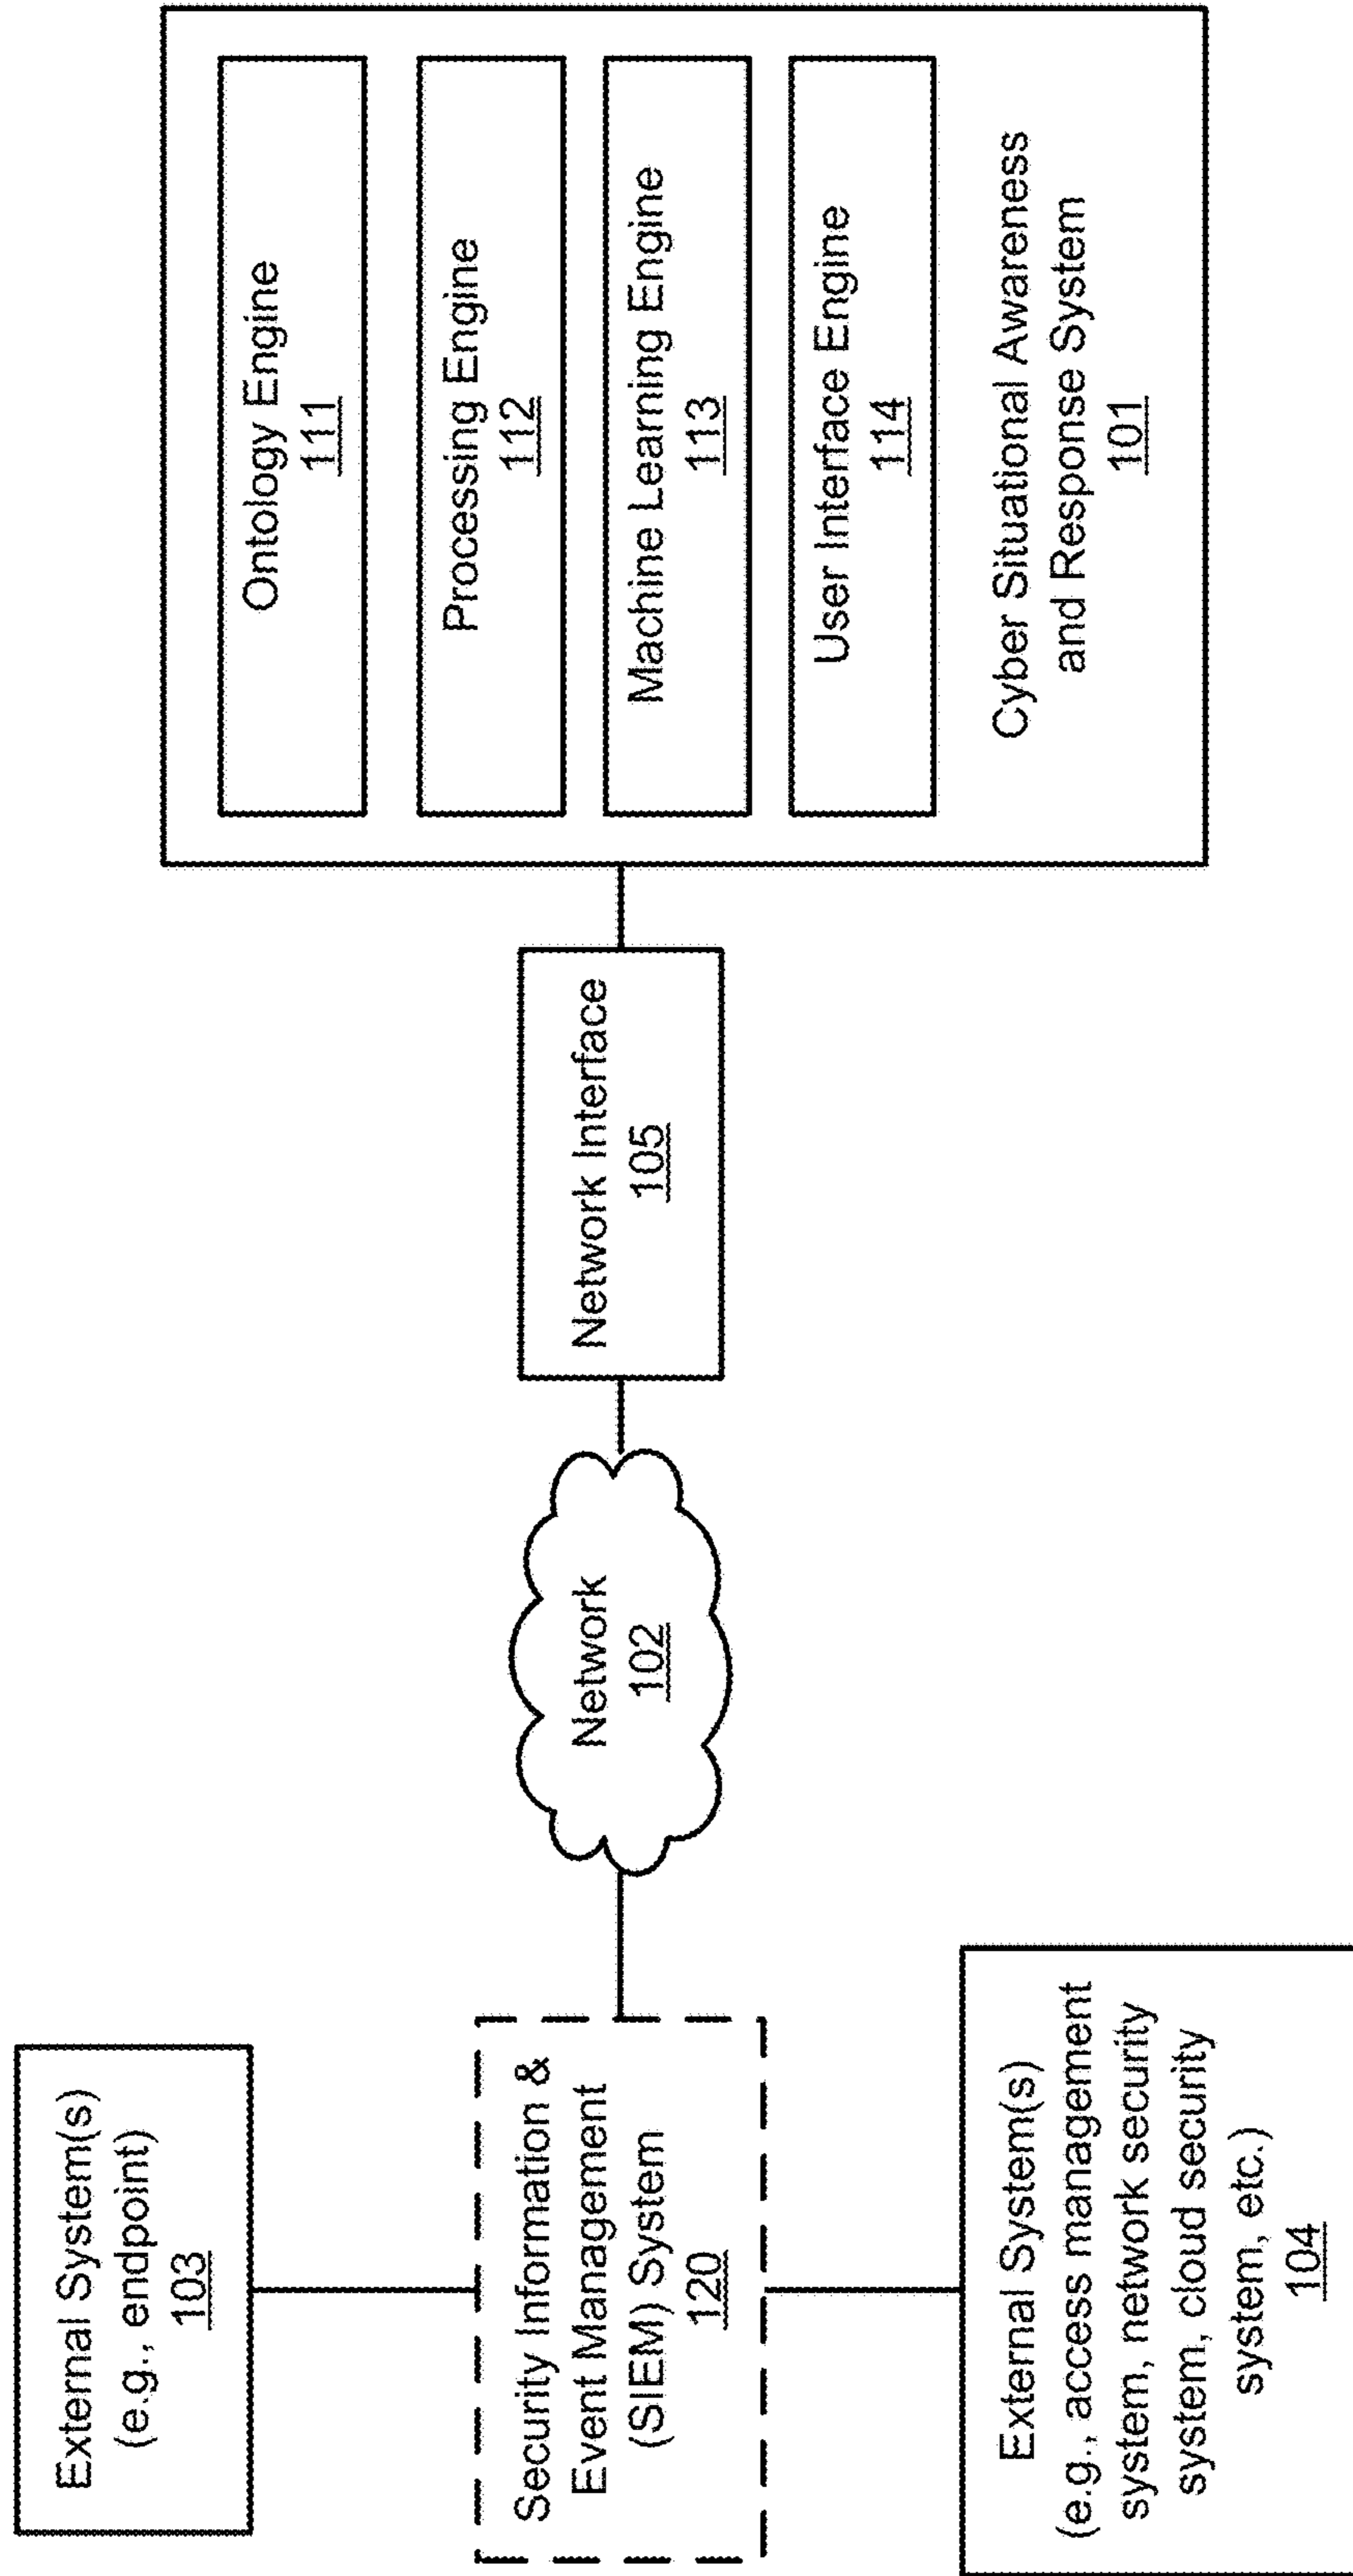 External System(s)
(e.g., endpoint)
103
Security Information &
Event Management
(SIEM) System
120
External System(s)
(e.g., access management
system, network security
system, cloud security
system, etc.)
104
Network
102
Network Interface
105
Ontology Engine
111
Processing Engine
112
Machine Learning Engine
113
User Interface Engine
114
Cyber Situational Awareness
and Response System
101